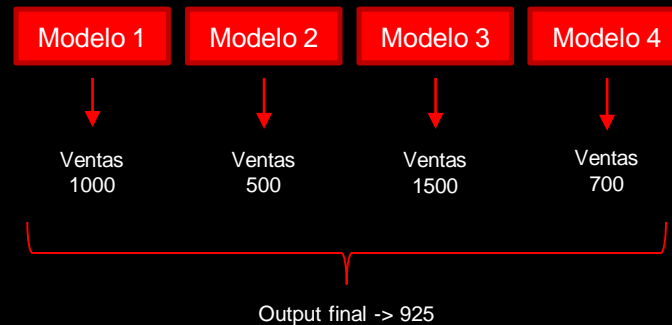 Modelo 1
Modelo 2
Modelo 3
Modelo 4
Ventas
1000
Ventas
500
Ventas
1500
Ventas
700
Output final -> 925